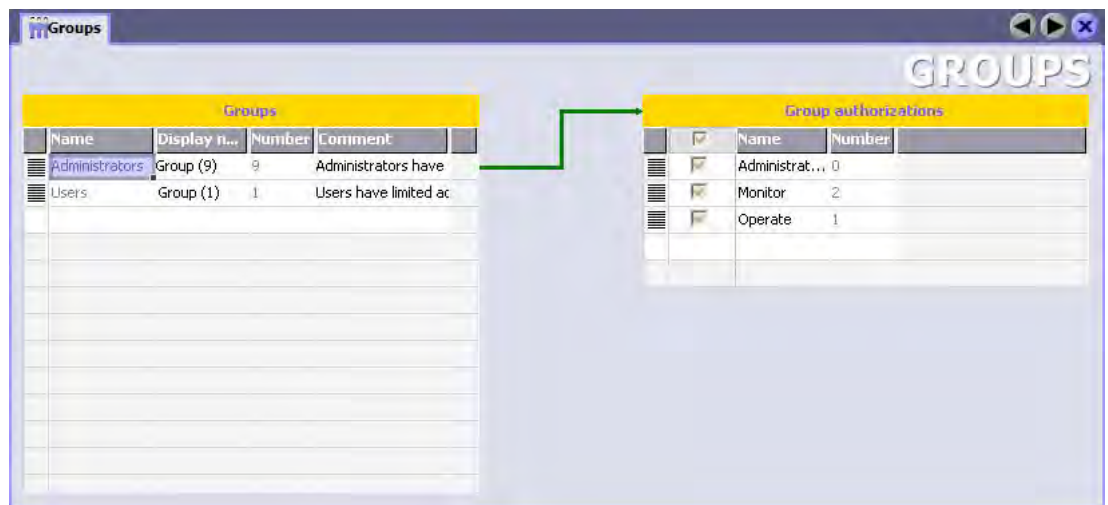 Groups
GROUPS
Groups
Name Display n... Number Comment
Administrators Group (9) 9 Administrators have
Users Group (1) 1 Users have limited ac
Group authorizations
Name Number
Administrat... 0
Monitor 2
Operate 1